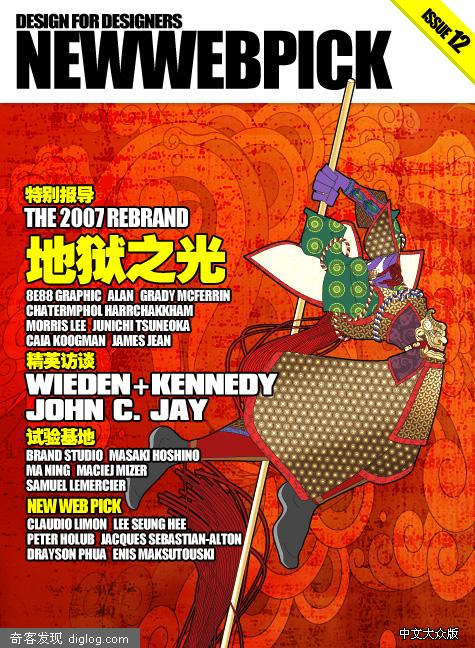 DESIGN FOR DESIGNERS
NEWWEBPICK
ISSUE 12
特别报导
THE 2007 REBRAND
地狱之光
8E88 GRAPHIC ALAN GRADY MCFERRIN
CHATERMPHOL HARRCHAKKHAM
MORRIS LEE JUNICHI TSUNEOKA
CAIA KOOGMAN JAMES JEAN
精英访谈
WIEDEN+KENNEDY
JOHN C. JAY
试验基地
BRAND STUDIO MASAKI HOSHINO
MA NING MACIEJ MIZER
SAMUEL LEMERCIER
NEW WEB PICK
CLAUDIO LIMON LEE SEUNG HEE
PETER HOLUB JACQUES SEBASTIAN-ALTON
DRAYSON PHUA ENIS MAKSUTOUSKI
奇客发现 diglog.com
中文大众版